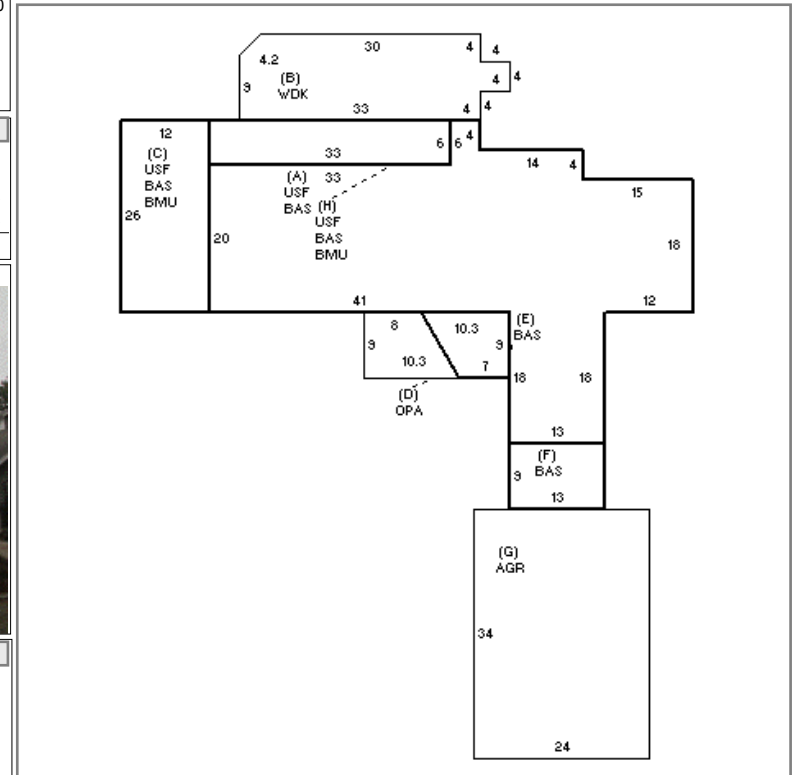 30
4
4
4.2
(B)
WDK
4
4
9
33
4
4
12
(C)
USF
BAS
BMU
26
33
6
6
4
14
4
15
(A)
USF
BAS
33
(H)
USF
BAS
BMU
20
18
41
12
8
10.3
9
10.3
9
7
(E)
BAS
(D)
OPA
18
18
13
(F)
BAS
9
13
(G)
AGR
34
24